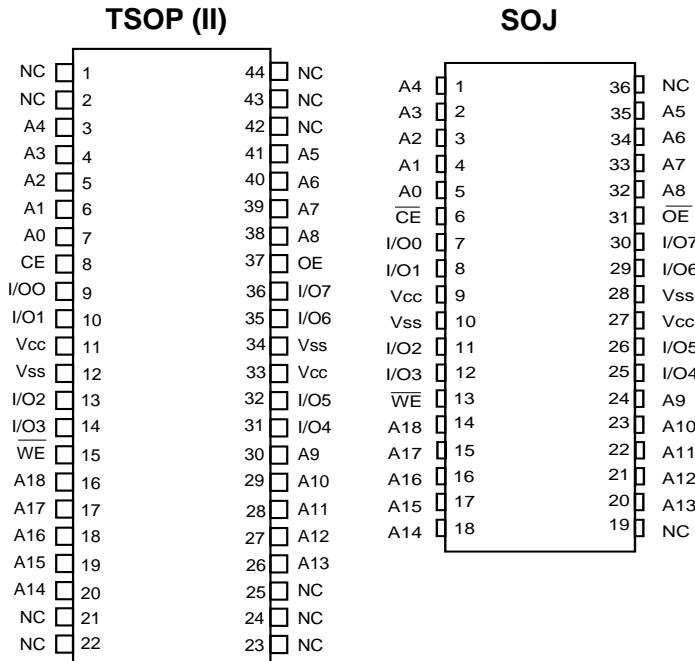 TSOP (II)
NC 1 44 NC
NC 2 43 NC
A4 3 42 NC
A3 4 41 A5
A2 5 40 A6
A1 6 39 A7
A0 7 38 A8
CE 8 37 OE
I/OO 9 36 I/O7
I/O1 10 35 I/O6
Vcc 11 34 Vss
Vss 12 33 Vcc
I/O2 13 32 I/O5
I/O3 14 31 I/O4
WE 15 30 A9
A18 16 29 A10
A17 17 28 A11
A16 18 27 A12
A15 19 26 A13
A14 20 25 NC
NC 21 24 NC
NC 22 23 NC
SOJ
A4 1 36 NC
A3 2 35 A5
A2 3 34 A6
A1 4 33 A7
A0 5 32 A8
CE 6 31 OE
I/O0 7 30 I/O7
I/O1 8 29 I/O6
Vcc 9 28 Vss
Vss 10 27 Vcc
I/O2 11 26 I/O5
I/O3 12 25 I/O4
WE 13 24 A9
A18 14 23 A10
A17 15 22 A11
A16 16 21 A12
A15 17 20 A13
A14 18 19 NC